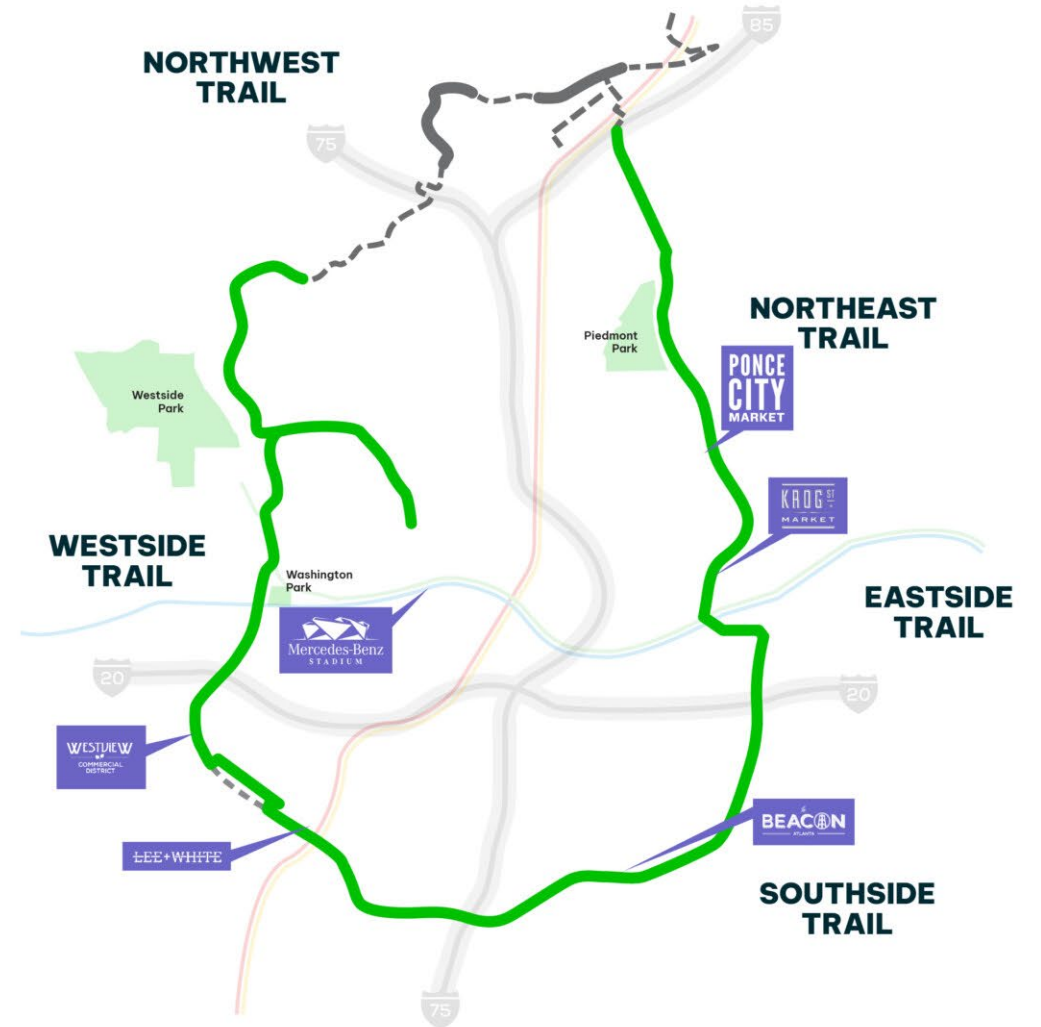 85
NORTHWEST
TRAIL
75
NORTHEAST
TRAIL
Piedmont
Park
PONCE
CITY
MARKET
Westside
Park
KROG ST
MARKET
WESTSIDE
TRAIL
Washington
Park
EASTSIDE
TRAIL
Mercedes-Benz
STADIUM
20
20
WESTVIEW
COMMERCIAL
DISTRICT
the
BEACON
ATLANTA
LEE+WHITE
SOUTHSIDE
TRAIL
75